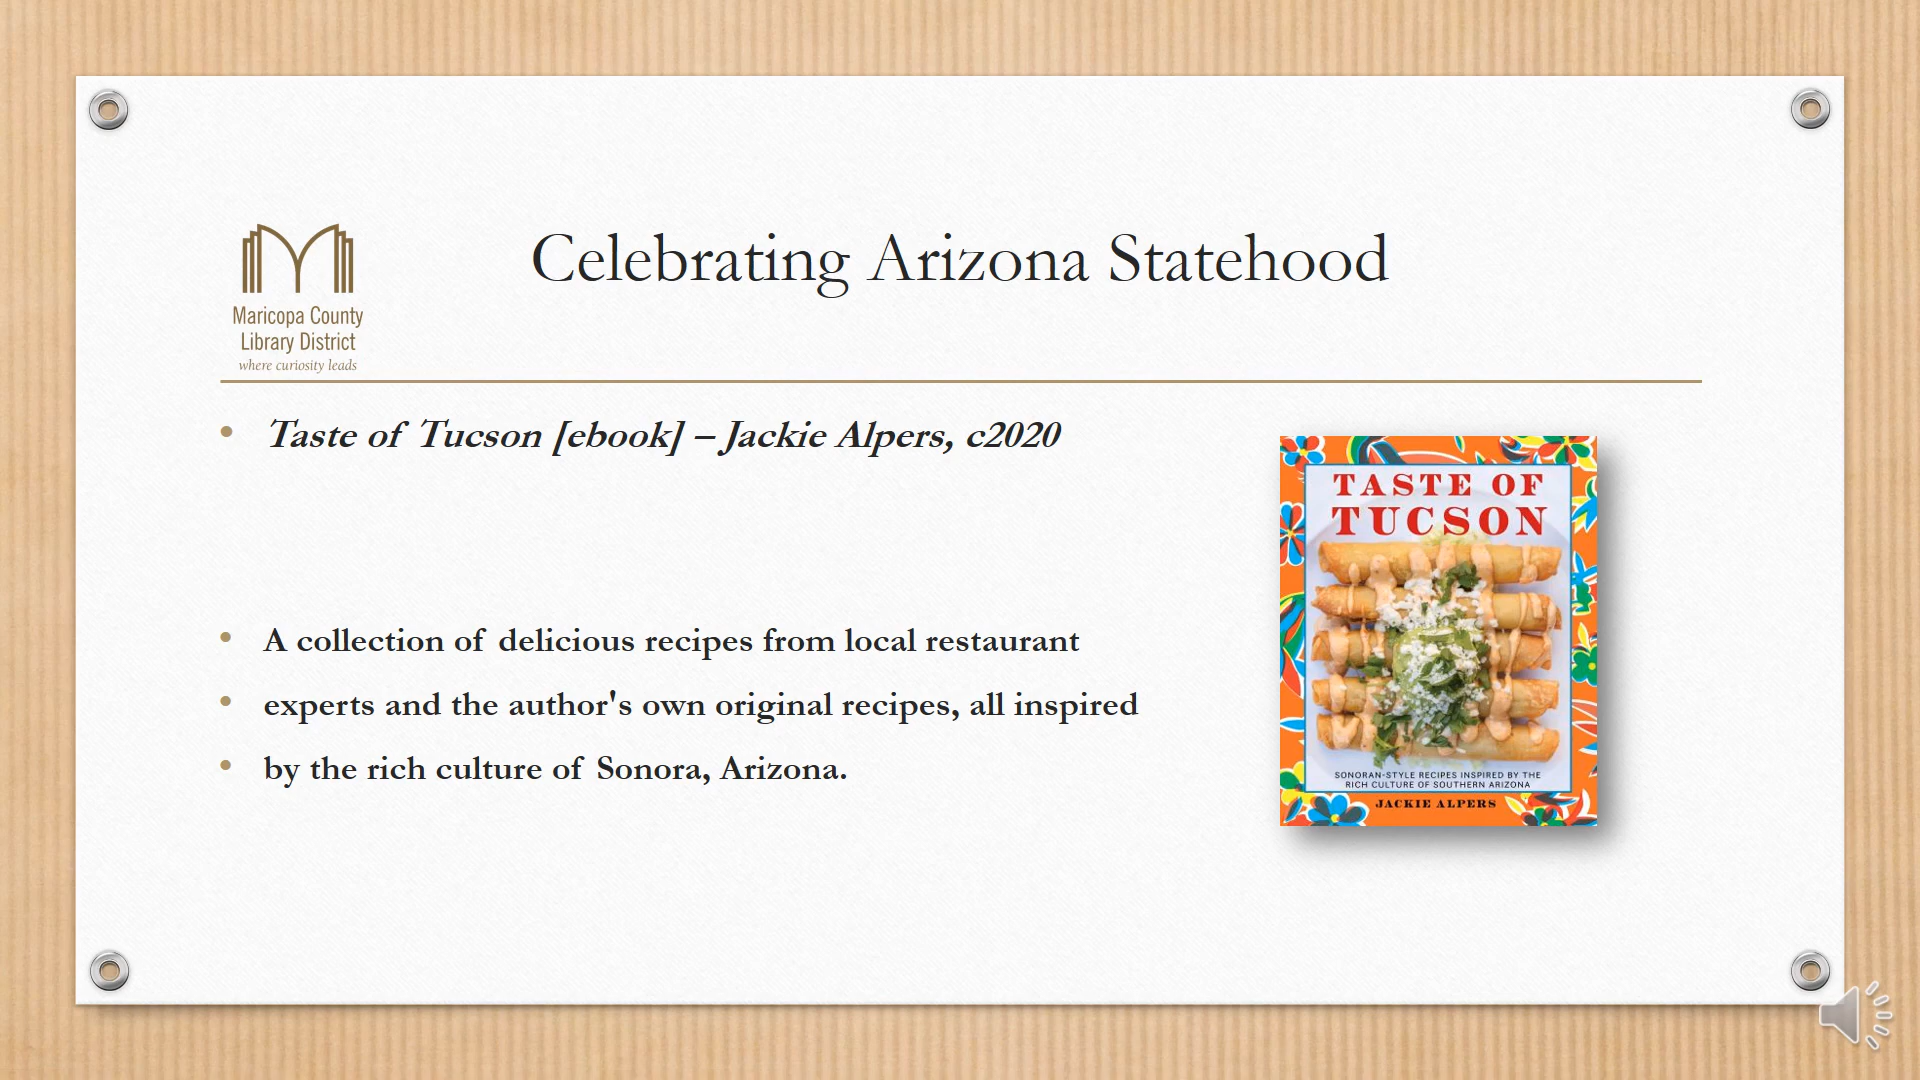 Celebrating Arizona Statehood
Maricopa County
Library District
where curiosity leads
• Taste of Tucson [ebook] – Jackie Alpers, c2020
• A collection of delicious recipes from local restaurant
• experts and the author's own original recipes, all inspired
• by the rich culture of Sonora, Arizona.
TASTE OF
TUCSON
SONORAN-STYLE RECIPES INSPIRED BY THE
RICH CULTURE OF SOUTHERN ARIZONA
JACKIE ALPERS